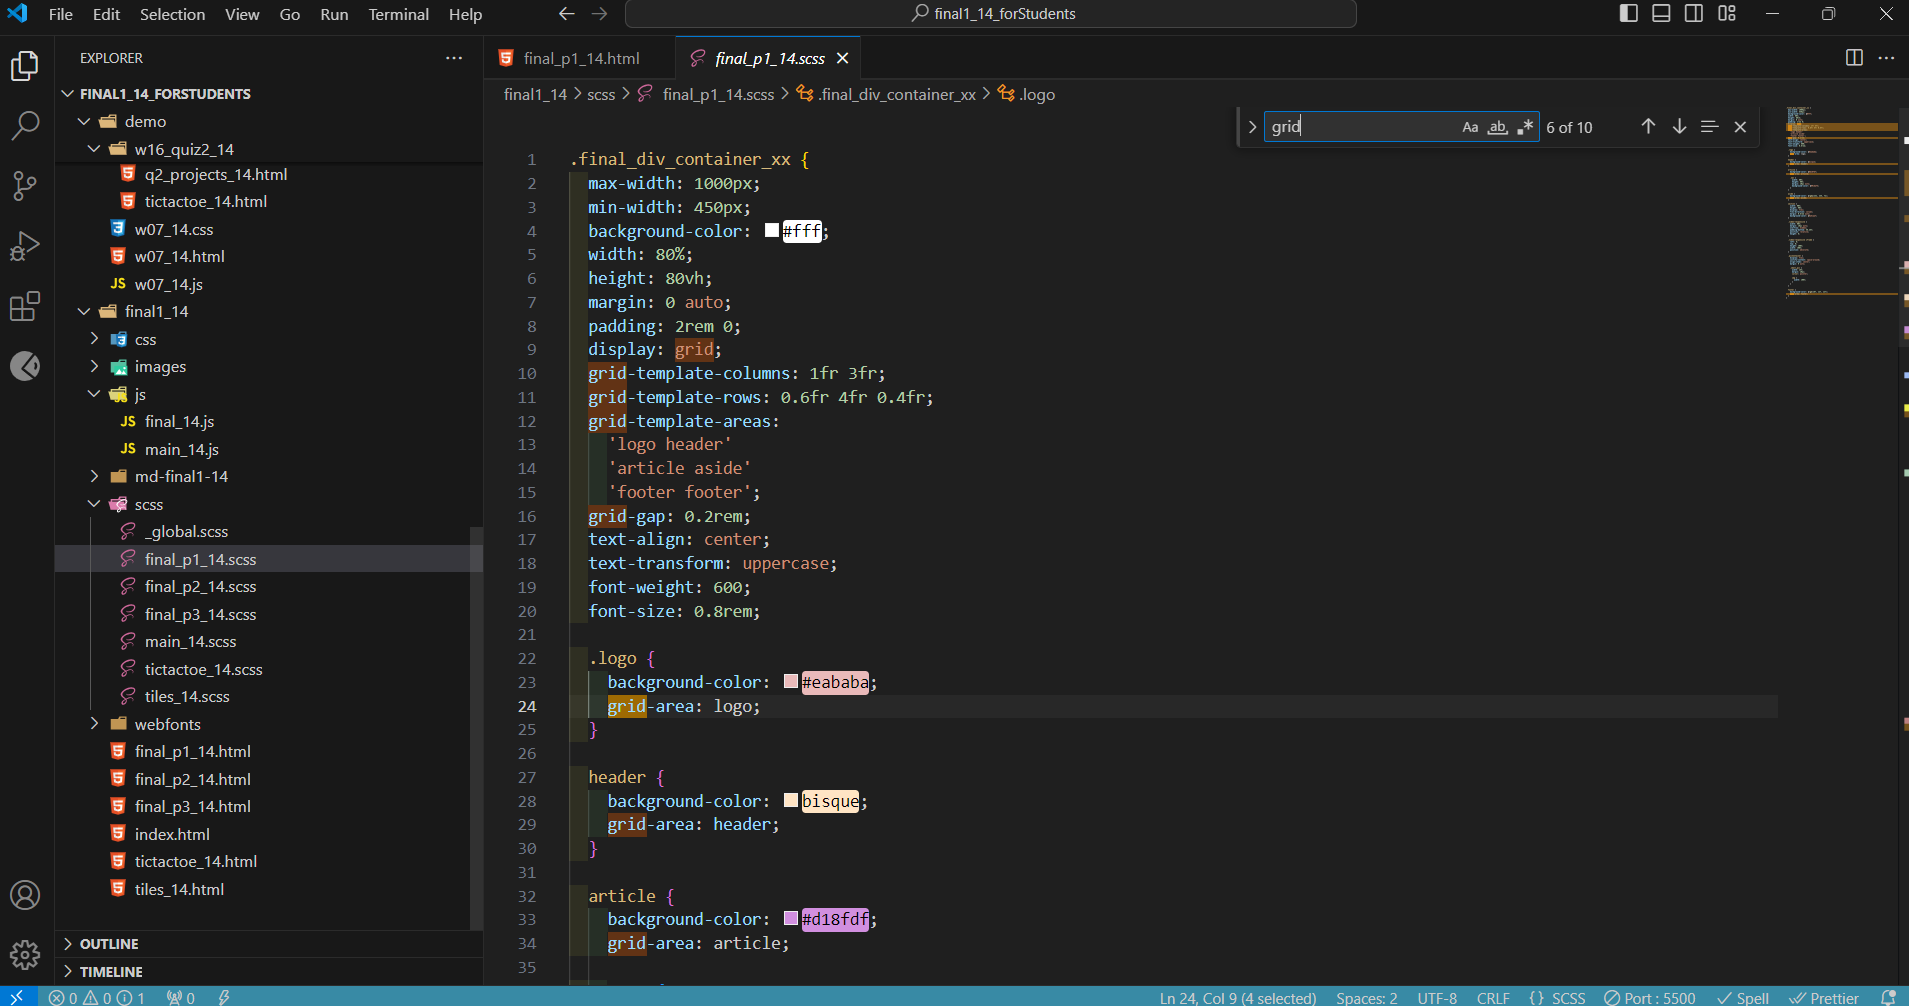 File Edit Selection View Go Run Terminal Help
final1_14_forStudents
EXPLORER
FINAL1_14_FORSTUDENTS
demo
w16_quiz2_14
q2_projects_14.html
tictactoe_14.html
w07_14.css
w07_14.html
JS w07_14.js
final1_14
css
images
js
JS final_14.js
JS main_14.js
md-final1-14
scss
_global.scss
final_p1_14.scss
final_p2_14.scss
final_p3_14.scss
main_14.scss
tictactoe_14.scss
tiles_14.scss
webfonts
final_p1_14.html
final_p2_14.html
final_p3_14.html
index.html
tictactoe_14.html
tiles_14.html
OUTLINE
TIMELINE
final_p1_14.html final_p1_14.scss
final1_14 > scss > final_p1_14.scss > .final_div_container_xx > .logo
grid Aa ab .* 6 of 10
1 .final_div_container_xx {
2 max-width: 1000px;
3 min-width: 450px;
4 background-color: #fff;
5 width: 80%;
6 height: 80vh;
7 margin: 0 auto;
8 padding: 2rem 0;
9 display: grid;
10 grid-template-columns: 1fr 3fr;
11 grid-template-rows: 0.6fr 4fr 0.4fr;
12 grid-template-areas:
13 'logo header'
14 'article aside'
15 'footer footer';
16 grid-gap: 0.2rem;
17 text-align: center;
18 text-transform: uppercase;
19 font-weight: 600;
20 font-size: 0.8rem;
21
22 .logo {
23 background-color: #eababa;
24 grid-area: logo;
25 }
26
27 header {
28 background-color: bisque;
29 grid-area: header;
30 }
31
32 article {
33 background-color: #d18fdf;
34 grid-area: article;
35
0 0 1 0 Ln 24, Col 9 (4 selected) Spaces: 2 UTF-8 CRLF {} SCSS Port : 5500 Spell Prettier